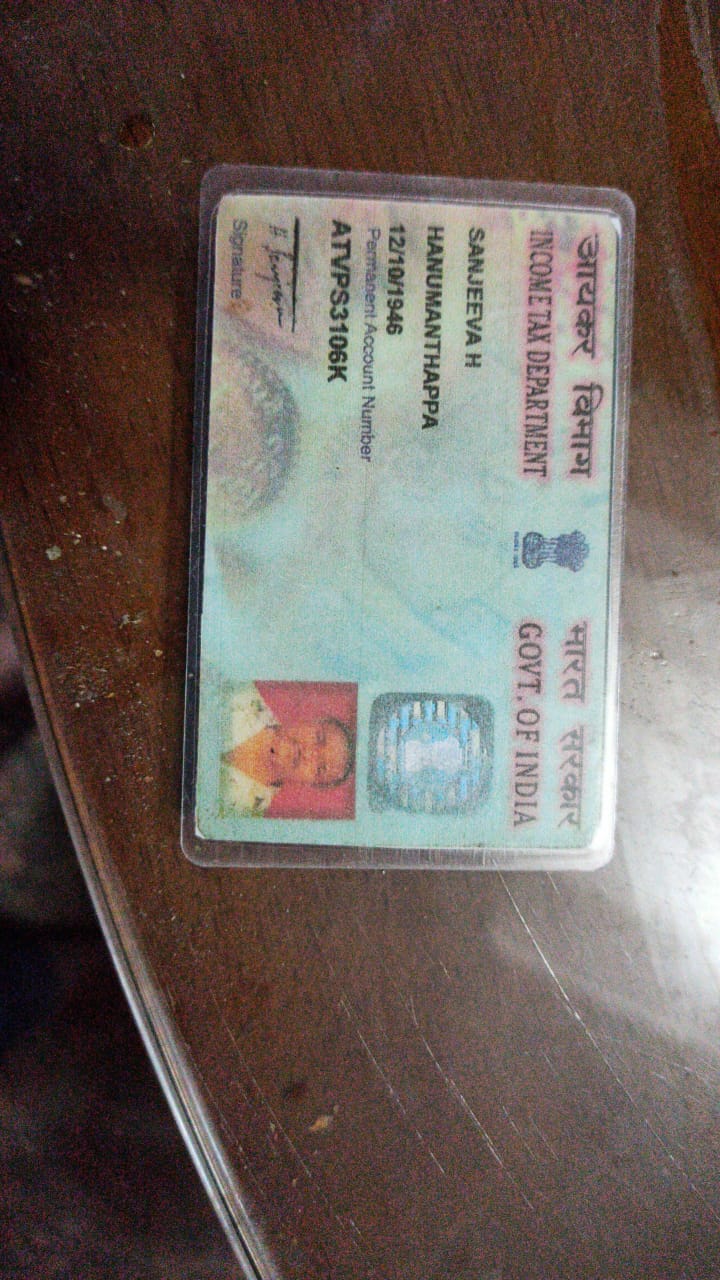 आयकर विभाग
INCOME TAX DEPARTMENT
भारत सरकार
GOVT. OF INDIA
SANJEEVA H
HANUMANTHAPPA
12/10/1946
Permanent Account Number
ATVPS3106K
Signature